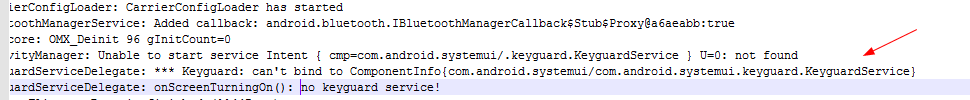 ierConfigLoader: CarrierConfigLoader has started
toothManagerService: Added callback: android.bluetooth.IBluetoothManagerCallback$Stub$Proxy@a6aeabb:true
core: OMX_Deinit 96 gInitCount=0
vityManager: Unable to start service Intent { cmp=com.android.systemui/.keyguard.KeyguardService } U=0: not found
uardServiceDelegate: *** Keyguard: can't bind to ComponentInfo{com.android.systemui/com.android.systemui.keyguard.KeyguardService}
uardServiceDelegate: onScreenTurningOn(): no keyguard service!